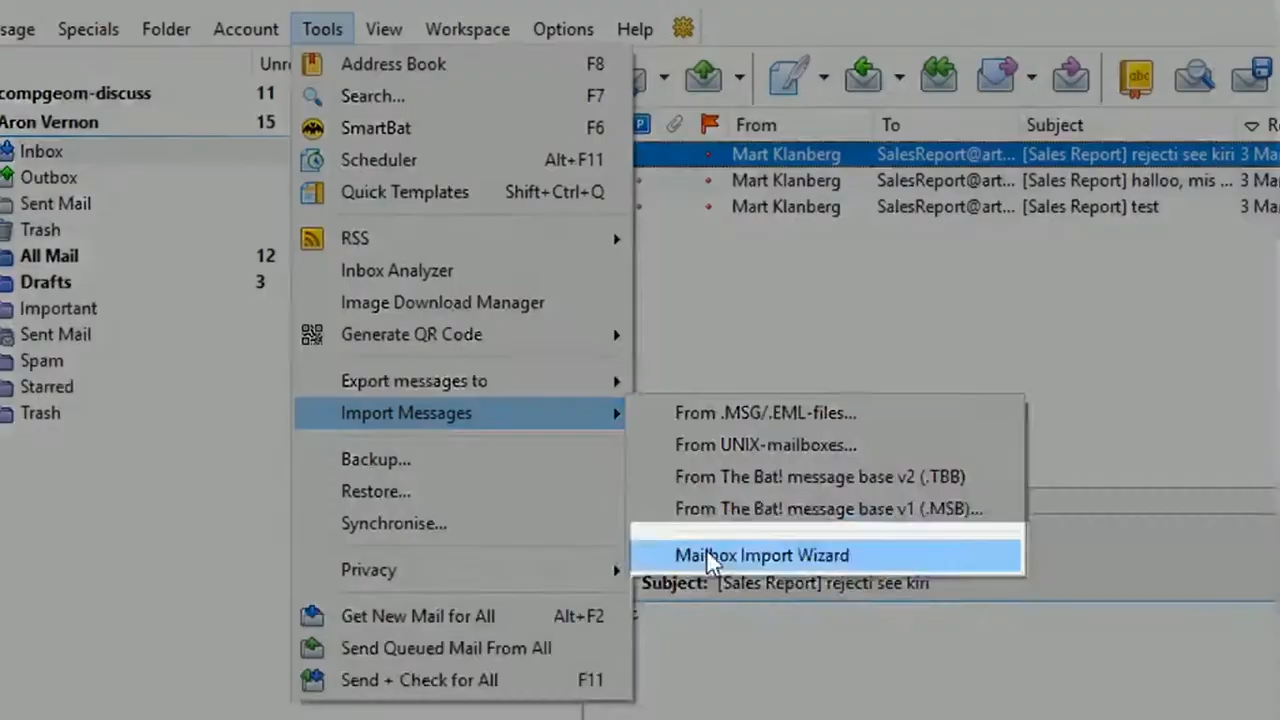 sage Specials Folder Account Tools View Workspace Options Help
Unre
compgeom-discuss 11
Aron Vernon 15
Inbox
Outbox
Sent Mail
Trash
All Mail 12
Drafts 3
Important
Sent Mail
Spam
Starred
Trash
Address Book F8
Search... F7
SmartBat F6
Scheduler Alt+F11
Quick Templates Shift+Ctrl+Q
RSS
Inbox Analyzer
Image Download Manager
Generate QR Code
Export messages to
Import Messages
Backup...
Restore...
Synchronise...
Privacy
Get New Mail for All Alt+F2
Send Queued Mail From All
Send + Check for All F11
From .MSG/.EML-files...
From UNIX-mailboxes...
From The Bat! message base v2 (.TBB)
From The Bat! message base v1 (.MSB)...
Mailbox Import Wizard
abc
P From To Subject R
Mart Klanberg SalesReport@art... [Sales Report] rejecti see kiri 3 Ma
Mart Klanberg SalesReport@art... [Sales Report] halloo, mis ... 3 Ma
Mart Klanberg SalesReport@art... [Sales Report] test 3 Ma
Subject: [Sales Report] rejecti see kiri